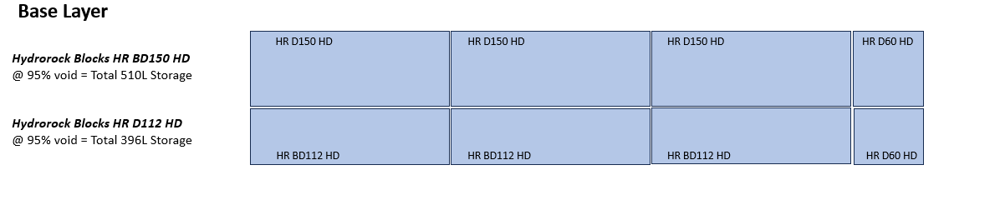 Base Layer
HR D150 HD HR D150 HD HR D150 HD HR D60 HD
Hydrorock Blocks HR BD150 HD
@ 95% void = Total 510L Storage
Hydrorock Blocks HR D112 HD
@ 95% void = Total 396L Storage
HR BD112 HD HR BD112 HD HR BD112 HD HR D60 HD